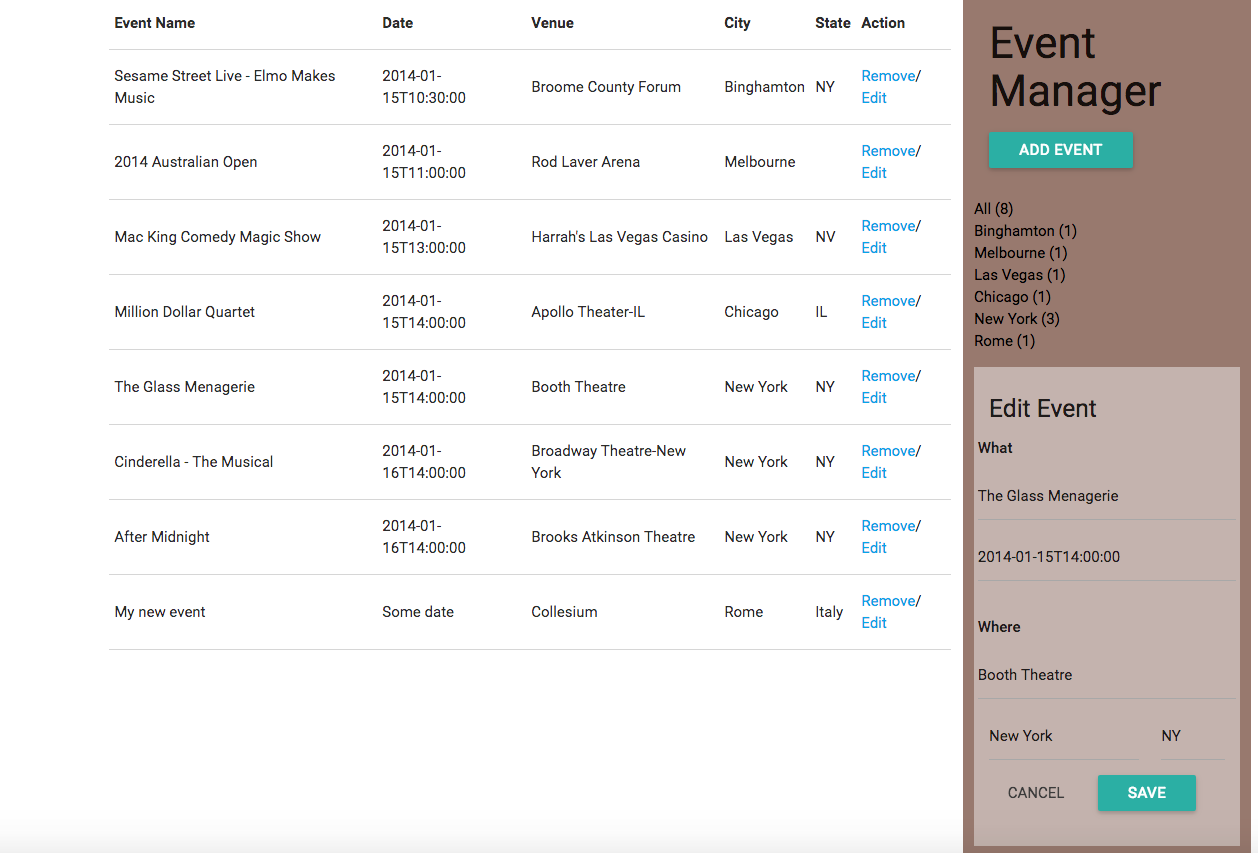 Event Name Date Venue City State Action
Sesame Street Live - Elmo Makes Music 2014-01-15T10:30:00 Broome County Forum Binghamton NY Remove/ Edit
2014 Australian Open 2014-01-15T11:00:00 Rod Laver Arena Melbourne Remove/ Edit
Mac King Comedy Magic Show 2014-01-15T13:00:00 Harrah's Las Vegas Casino Las Vegas NV Remove/ Edit
Million Dollar Quartet 2014-01-15T14:00:00 Apollo Theater-IL Chicago IL Remove/ Edit
The Glass Menagerie 2014-01-15T14:00:00 Booth Theatre New York NY Remove/ Edit
Cinderella - The Musical 2014-01-16T14:00:00 Broadway Theatre-New York New York NY Remove/ Edit
After Midnight 2014-01-16T14:00:00 Brooks Atkinson Theatre New York NY Remove/ Edit
My new event Some date Collesium Rome Italy Remove/ Edit
Event
Manager
ADD EVENT
All (8)
Binghamton (1)
Melbourne (1)
Las Vegas (1)
Chicago (1)
New York (3)
Rome (1)
Edit Event
What
The Glass Menagerie
2014-01-15T14:00:00
Where
Booth Theatre
New York NY
CANCEL SAVE